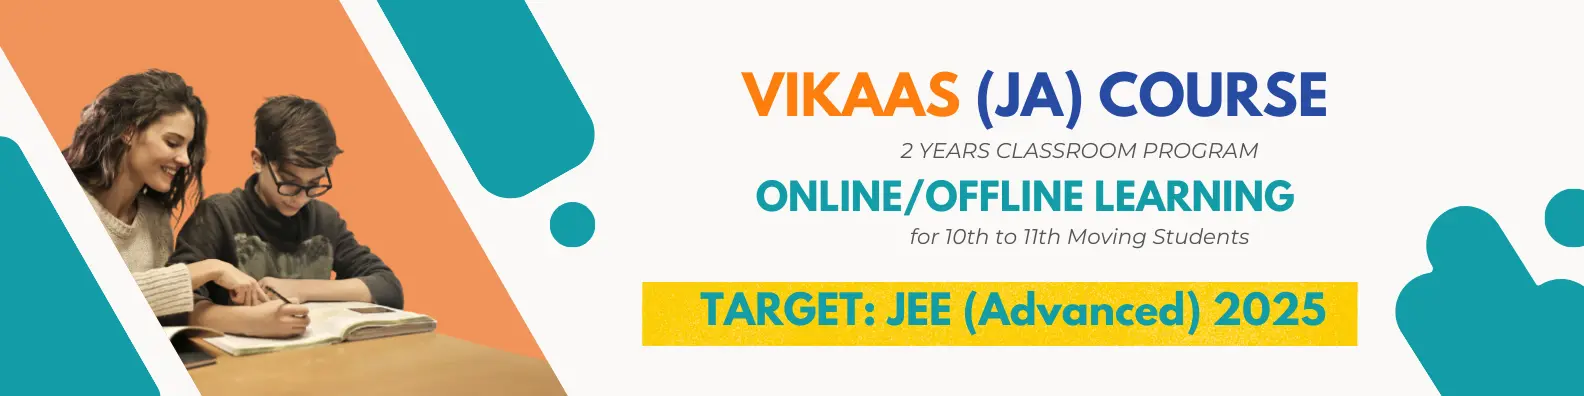 VIKAAS (JA) COURSE
2 YEARS CLASSROOM PROGRAM
ONLINE/OFFLINE LEARNING
for 10th to 11th Moving Students
TARGET: JEE (Advanced) 2025